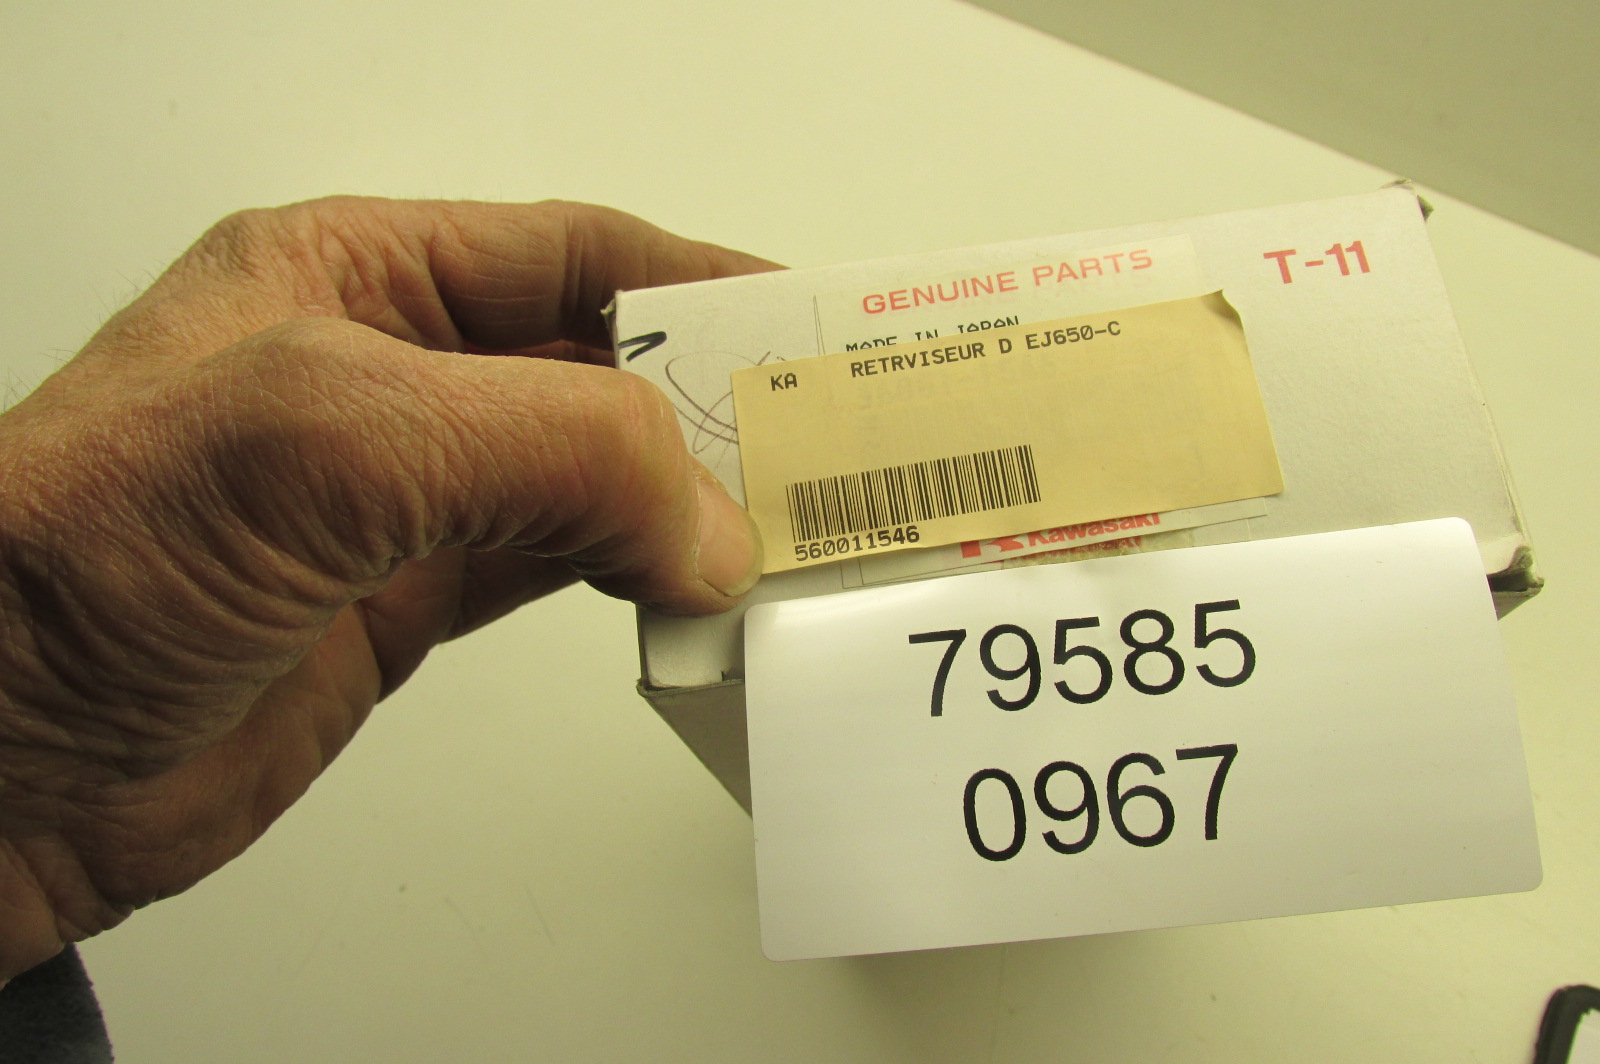 GENUINE PARTS
T-11
MADE IN JAPAN
KA RETRVISEUR D EJ650-C
560011546
Kawasaki
79585
0967